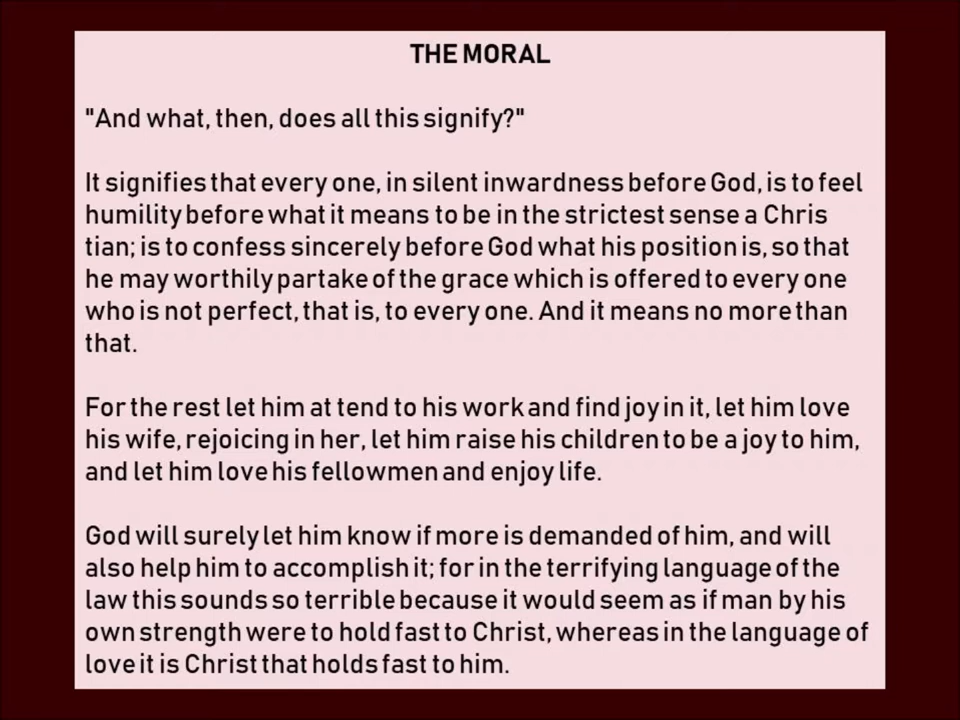 THE MORAL
"And what, then, does all this signify?"
It signifies that every one, in silent inwardness before God, is to feel
humility before what it means to be in the strictest sense a Chris
tian; is to confess sincerely before God what his position is, so that
he may worthily partake of the grace which is offered to every one
who is not perfect, that is, to every one. And it means no more than
that.
For the rest let him at tend to his work and find joy in it, let him love
his wife, rejoicing in her, let him raise his children to be a joy to him,
and let him love his fellowmen and enjoy life.
God will surely let him know if more is demanded of him, and will
also help him to accomplish it; for in the terrifying language of the
law this sounds so terrible because it would seem as if man by his
own strength were to hold fast to Christ, whereas in the language of
love it is Christ that holds fast to him.